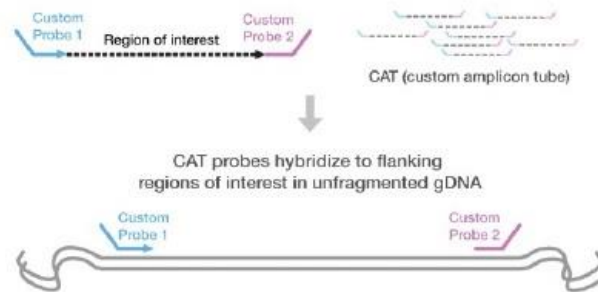 Custom
Probe 1
Region of interest
Custom
Probe 2
CAT (custom amplicon tube)
CAT probes hybridize to flanking
regions of interest in unfragmented gDNA
Custom
Probe 1
Custom
Probe 2